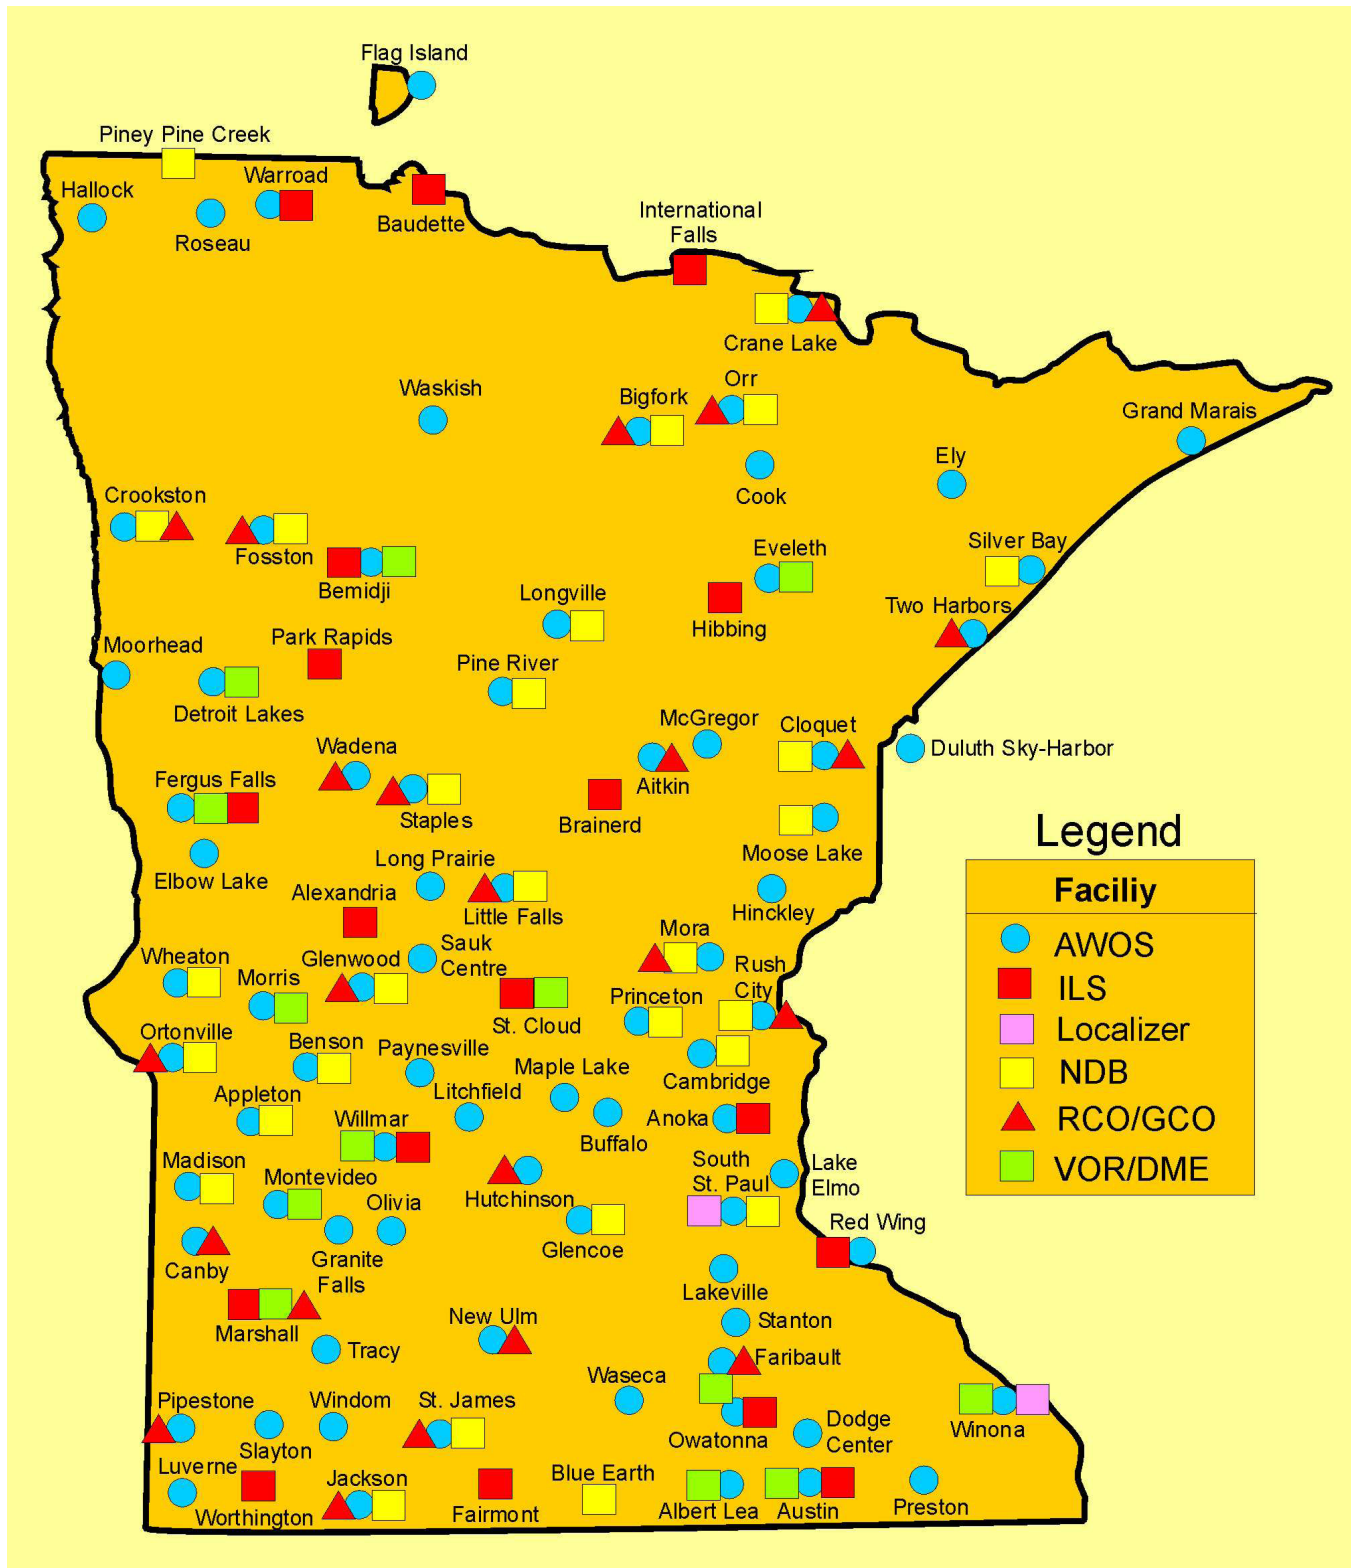 Flag Island
Piney Pine Creek
Warroad
Hallock
Roseau
Baudette
International
Falls
Crane Lake
Orr
Waskish
Bigfork
Grand Marais
Ely
Cook
Crookston
Fosston
Silver Bay
Eveleth
Bemidji
Longville
Two Harbors
Hibbing
Park Rapids
Moorhead
Pine River
Detroit Lakes
McGregor
Cloquet
Duluth Sky-Harbor
Wadena
Fergus Falls
Aitkin
Staples
Brainerd
Legend
Moose Lake
Long Prairie
Elbow Lake
Alexandria
Faciliy
Little Falls
Hinckley
Mora
Sauk
Centre
AWOS
Wheaton
Glenwood
Rush
City
Morris
ILS
Princeton
St. Cloud
Localizer
Ortonville
Benson
Paynesville
Maple Lake
NDB
Cambridge
Appleton
Litchfield
Willmar
Anoka
RCO/GCO
Buffalo
Madison
South
St. Paul
Lake
Elmo
VOR/DME
Montevideo
Olivia
Hutchinson
Red Wing
Glencoe
Granite
Falls
Canby
Lakeville
Marshall
New Ulm
Stanton
Tracy
Faribault
Waseca
Pipestone
Windom
St. James
Slayton
Owatonna
Dodge
Center
Winona
Luverne
Jackson
Blue Earth
Worthington
Fairmont
Albert Lea
Austin
Preston